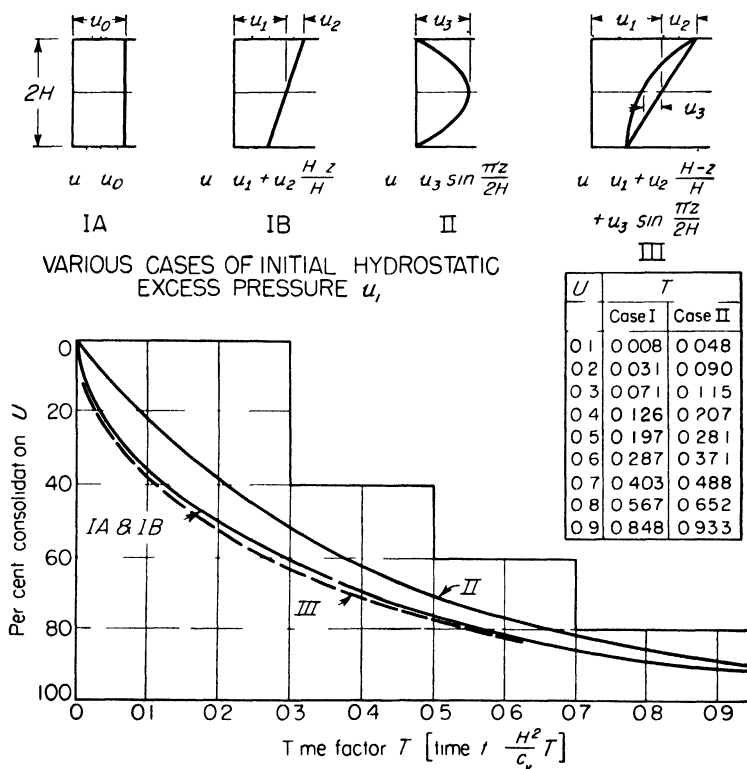 u₀
u₁ u₂
u₃
u₁ u₂
2H
u₃
u u₀
u u₁ + u₂ H z / H
u u₃ sin πz / 2H
u u₁ + u₂ H-z / H
+ u₃ sin πz / 2H
IA
IB
II
III
VARIOUS CASES OF INITIAL HYDROSTATIC
EXCESS PRESSURE u,
U T
Case I Case II
0 1 0 008 0 048
0 2 0 031 0 090
0 3 0 071 0 115
0 4 0 126 0 207
0 5 0 197 0 281
0 6 0 287 0 371
0 7 0 403 0 488
0 8 0 567 0 652
0 9 0 848 0 933
0
20
40
60
80
100
Per cent consolidat on U
IA & IB
II
III
0 0 1 0 2 0 3 0 4 0 5 0 6 0 7 0 8 0 9
T me factor T [time t H² / cᵥ T]